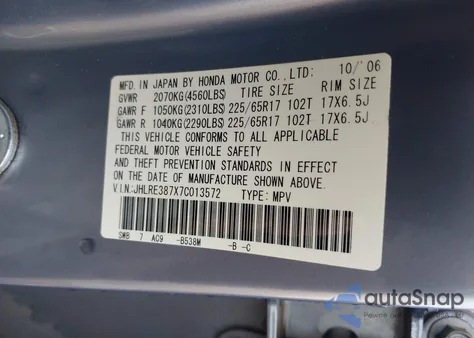 MFD. IN JAPAN BY HONDA MOTOR CO., LTD: 10/'06
GVWR 2070KG(4560LBS) TIRE SIZE RIM SIZE
GAWR F 1050KG(2310LBS) 225/65R17 102T 17X6.5J
GAWR R 1040KG(2290LBS) 225/65R17 102T 17X6.5J
THIS VEHICLE CONFORMS TO ALL APPLICABLE
FEDERAL MOTOR VEHICLE SAFETY
AND THEFT PREVENTION STANDARDS IN EFFECT
ON THE DATE OF MANUFACTURE SHOWN ABOVE.
V.I.N.:JHLRE387X7C013572 TYPE: MPV
SWB 7 AC9 -B538M -B -C
autoSnap